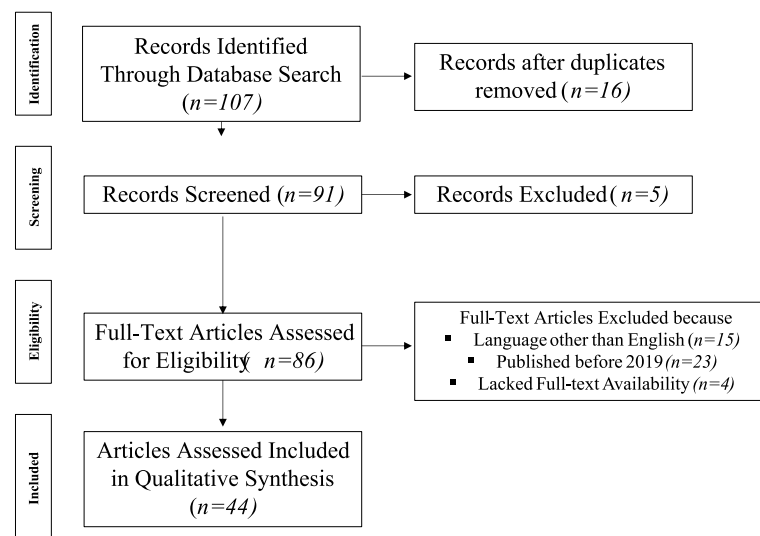 Identification
Records Identified
Through Database Search
(n=107)
Records after duplicates
removed (n=16)
Screening
Records Screened (n=91)
Records Excluded (n=5)
Eligibility
Full-Text Articles Assessed
for Eligibility( n=86)
Full-Text Articles Excluded because
▪ Language other than English (n=15)
▪ Published before 2019 (n=23)
▪ Lacked Full-text Availability (n=4)
Included
Articles Assessed Included
in Qualitative Synthesis
(n=44)